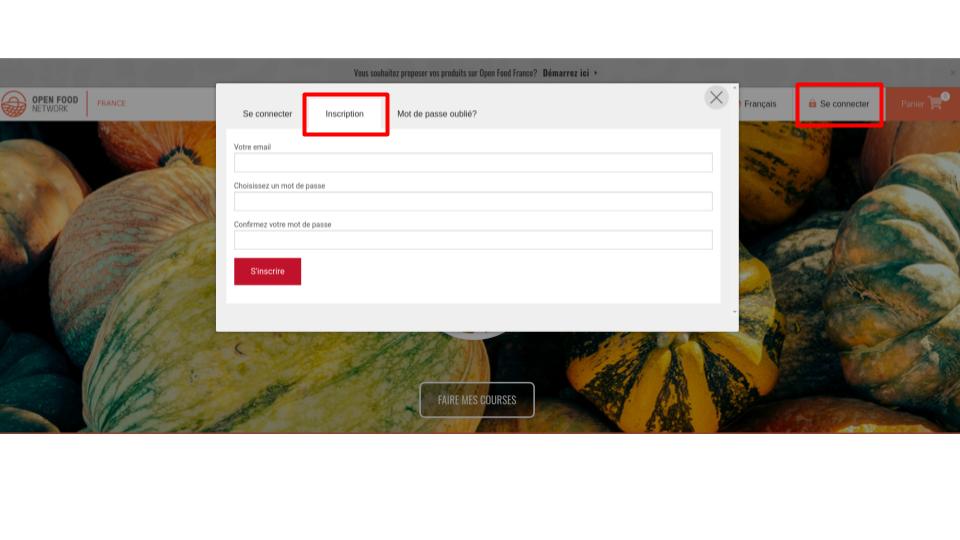 Vous souhaitez proposer vos produits sur Open Food France? Démarrez ici
OPEN FOOD
NETWORK
FRANCE
Français
Se connecter
Panier
0
Se connecter
Inscription
Mot de passe oublié?
Votre email
Choisissez un mot de passe
Confirmez votre mot de passe
S'inscrire
FAIRE MES COURSES